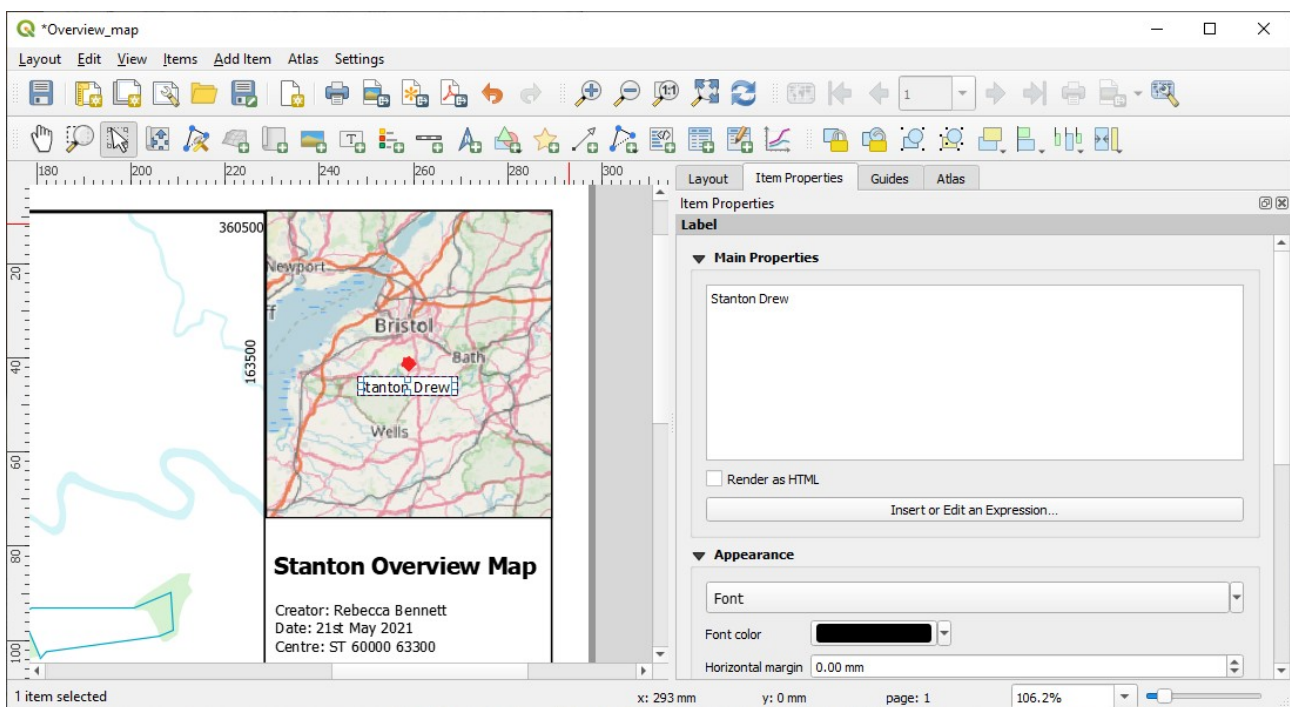 *Overview_map
Layout Edit View Items Add Item Atlas Settings
1:1
1
T
180 200 220 240 260 280 300
20
40
60
80
100
Layout Item Properties Guides Atlas
Item Properties
Label
Main Properties
Stanton Drew
Render as HTML
Insert or Edit an Expression...
Appearance
Font
Font color
Horizontal margin 0.00 mm
360500
163500
Newport
ff
Bristol
Bath
Stanton Drew
Wells
Stanton Overview Map
Creator: Rebecca Bennett
Date: 21st May 2021
Centre: ST 60000 63300
1 item selected x: 293 mm y: 0 mm page: 1 106.2%